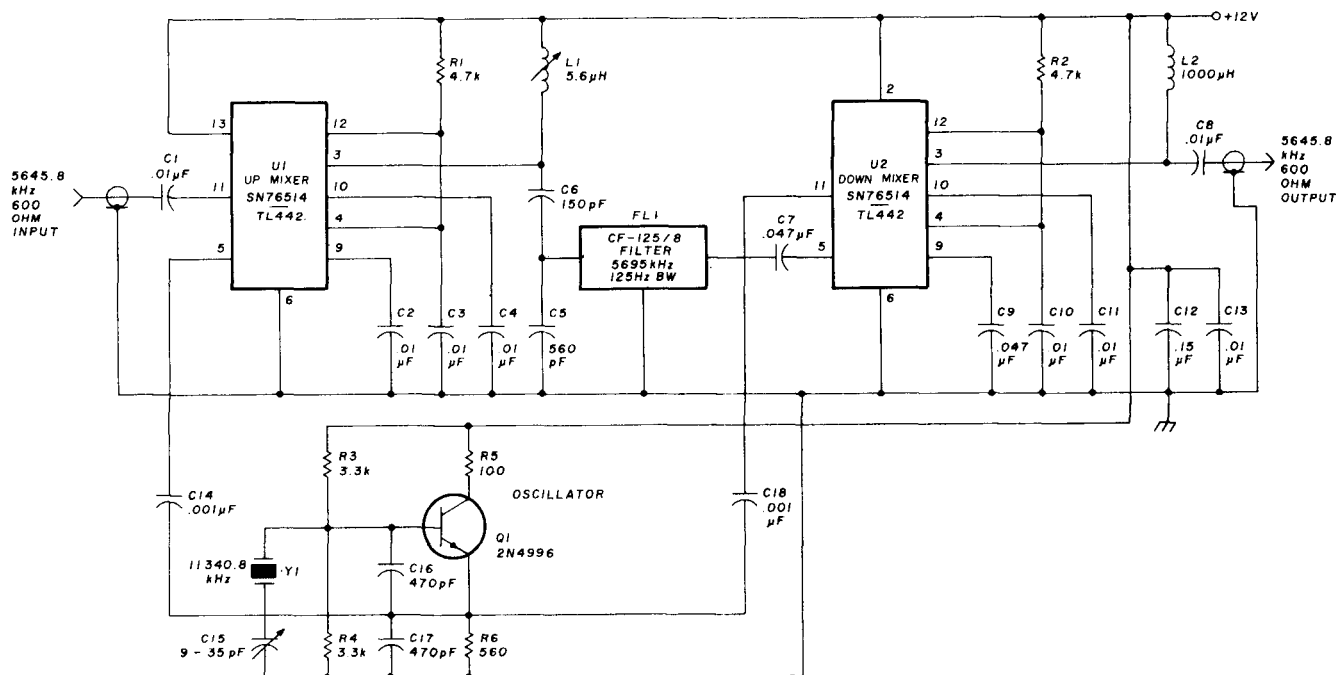 +12V
R1
4.7k
L1
5.6µH
R2
4.7k
L2
1000µH
13
12
3
10
4
9
11
5
6
U1
UP MIXER
SN76514
TL442.
5645.8
kHz
600
OHM
INPUT
C1
.01µF
C6
150pF
FL1
CF-125/8
FILTER
5695kHz
125Hz BW
C7
.047µF
2
12
3
10
4
9
11
5
6
U2
DOWN MIXER
SN76514
TL442
C8
.01µF
5645.8
kHz
600
OHM
OUTPUT
C2
.01
µF
C3
.01
µF
C4
.01
µF
C5
560
pF
C9
.047
µF
C10
.01
µF
C11
.01
µF
C12
.15
µF
C13
.01
µF
R3
3.3k
R5
100
OSCILLATOR
C14
.001µF
C18
.001
µF
Q1
2N4996
11340.8
kHz
Y1
C16
470pF
C15
9-35pF
R4
3.3k
C17
470pF
R6
560